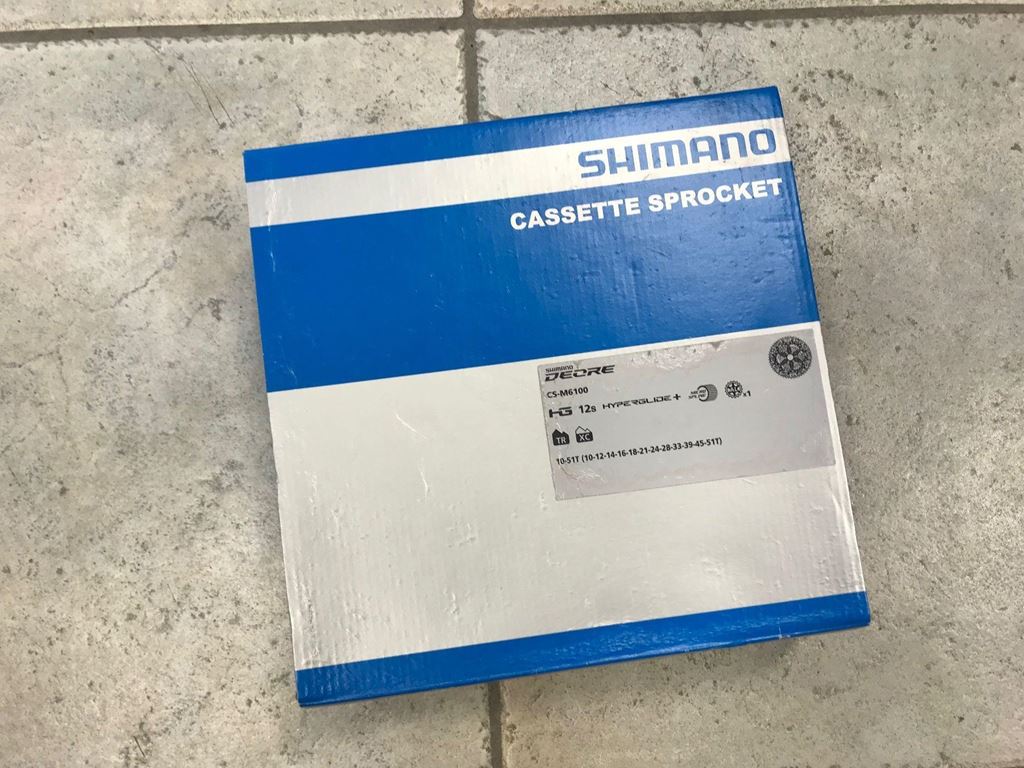 SHIMANO
CASSETTE SPROCKET
SHIMANO
DEORE
CS-M6100
HG 12s HYPERGLIDE+ x1
TR XC
10-51T (10-12-14-16-18-21-24-28-33-39-45-51T)